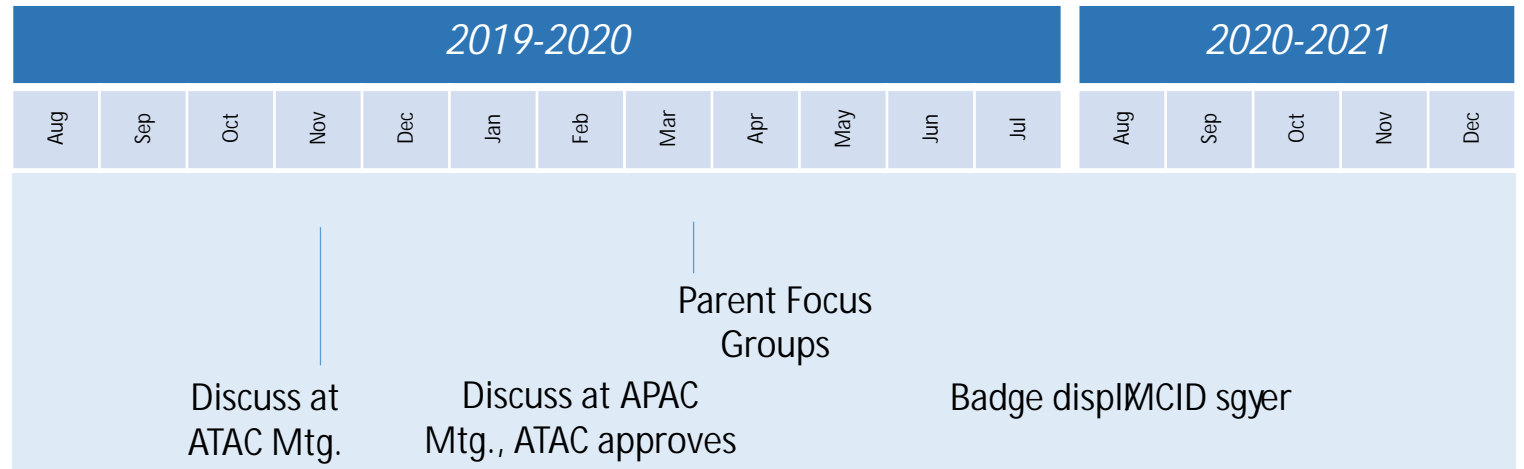 2019-2020
2020-2021
Aug
Sep
Oct
Nov
Dec
Jan
Feb
Mar
Apr
May
Jun
Jul
Aug
Sep
Oct
Nov
Dec
Parent Focus
Groups
Discuss at
ATAC Mtg.
Discuss at APAC
Mtg., ATAC approves
Badge